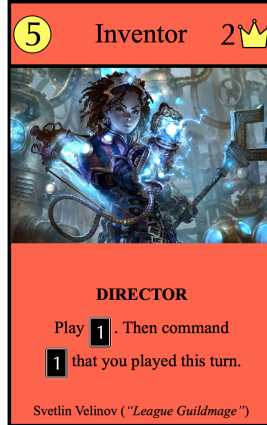 5 Inventor 2
DIRECTOR
Play 1 . Then command
1 that you played this turn.
Svetlin Velinov (“League Guildmage”)